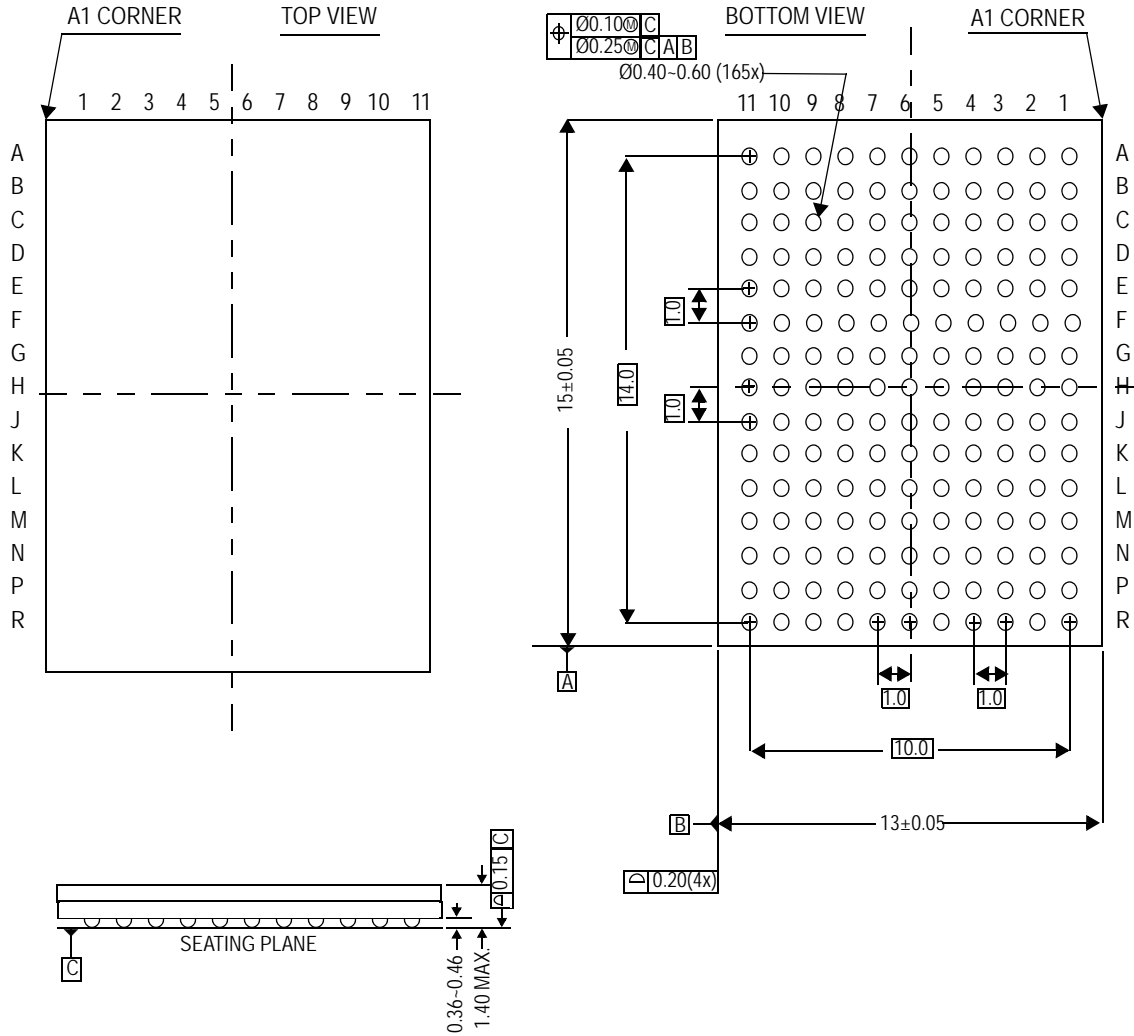 A1 CORNER
TOP VIEW
1 2 3 4 5 6 7 8 9 10 11
A
B
C
D
E
F
G
H
J
K
L
M
N
P
R
Ø0.10Ⓜ C
Ø0.25Ⓜ C A B
Ø0.40~0.60 (165x)
BOTTOM VIEW
A1 CORNER
11 10 9 8 7 6 5 4 3 2 1
A
B
C
D
E
F
G
H
J
K
L
M
N
P
R
1.0
1.0
14.0
15±0.05
A
1.0
1.0
10.0
B
13±0.05
0.20(4x)
0.15 C
SEATING PLANE
C
0.36~0.46
1.40 MAX.